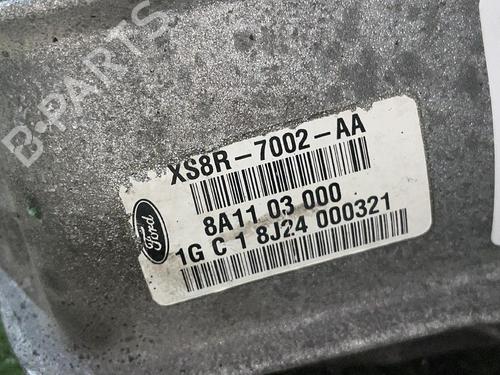 B-PARTS
XS8R-7002-AA
8A11 03 000
1G C 1 8J24 000321
Ford